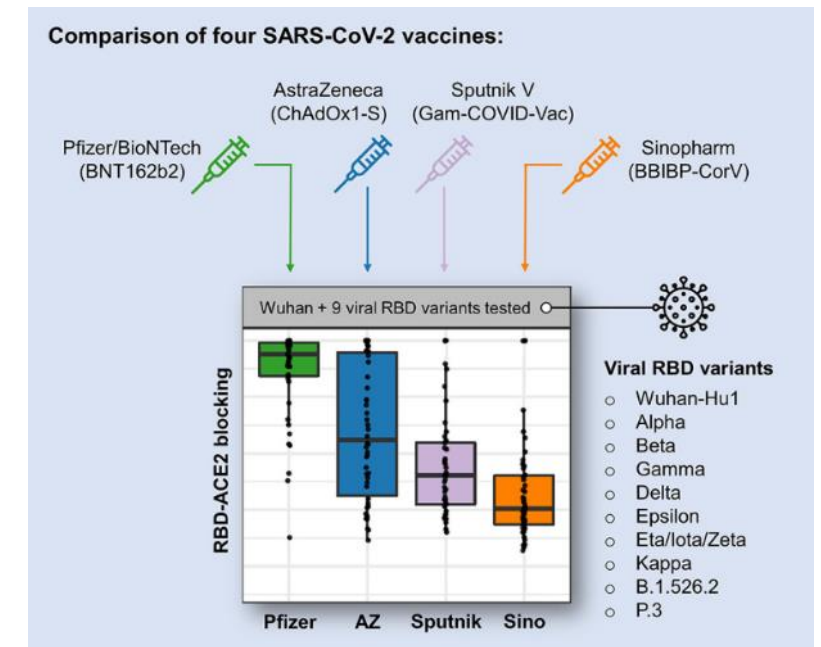 Comparison of four SARS-CoV-2 vaccines:
AstraZeneca
(ChAdOx1-S)
Sputnik V
(Gam-COVID-Vac)
Pfizer/BioNTech
(BNT162b2)
Sinopharm
(BBIBP-CorV)
Wuhan + 9 viral RBD variants tested
RBD-ACE2 blocking
Viral RBD variants
Wuhan-Hu1
Alpha
Beta
Gamma
Delta
Epsilon
Eta/Iota/Zeta
Kappa
B.1.526.2
P.3
Pfizer AZ Sputnik Sino